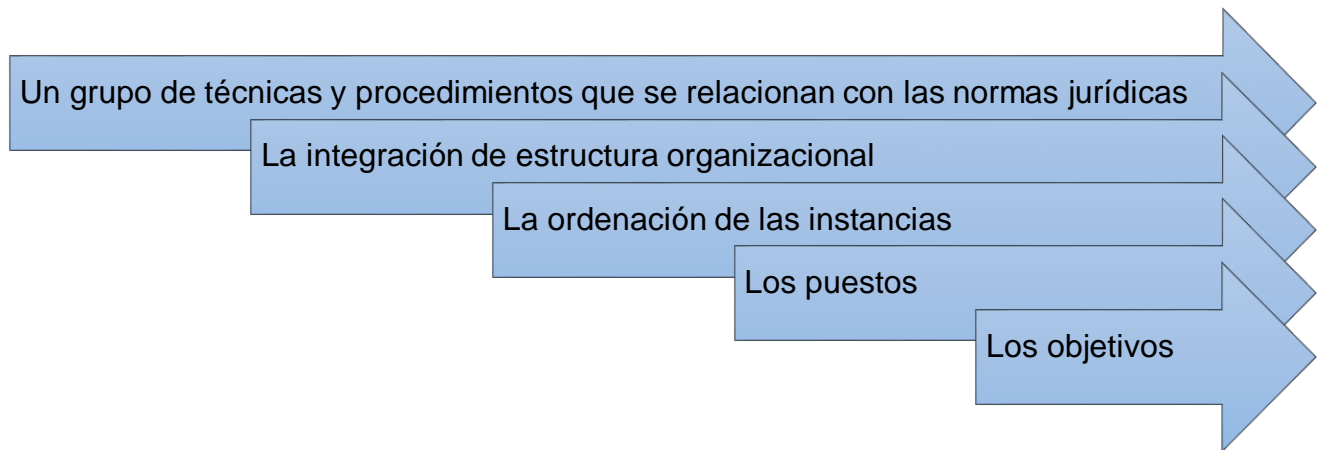 Un grupo de técnicas y procedimientos que se relacionan con las normas jurídicas
La integración de estructura organizacional
La ordenación de las instancias
Los puestos
Los objetivos